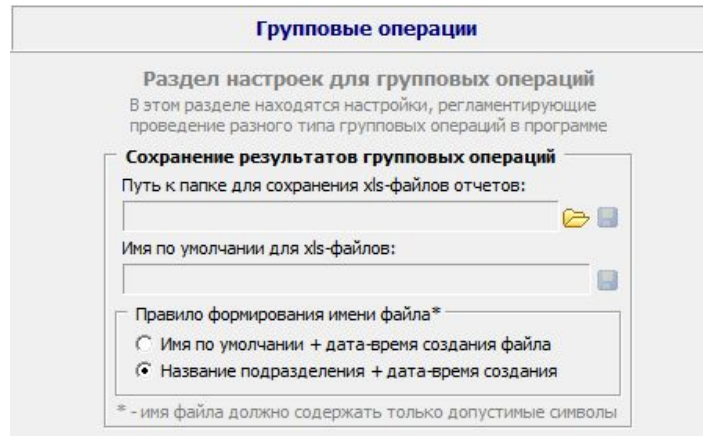 Групповые операции
Раздел настроек для групповых операций
В этом разделе находятся настройки, регламентирующие
проведение разного типа групповых операций в программе
Сохранение результатов групповых операций
Путь к папке для сохранения xls-файлов отчетов:
Имя по умолчании для xls-файлов:
Правило формирования имени файла*
Имя по умолчании + дата-время создания файла
Название подразделения + дата-время создания
* - имя файла должно содержать только допустимые символы